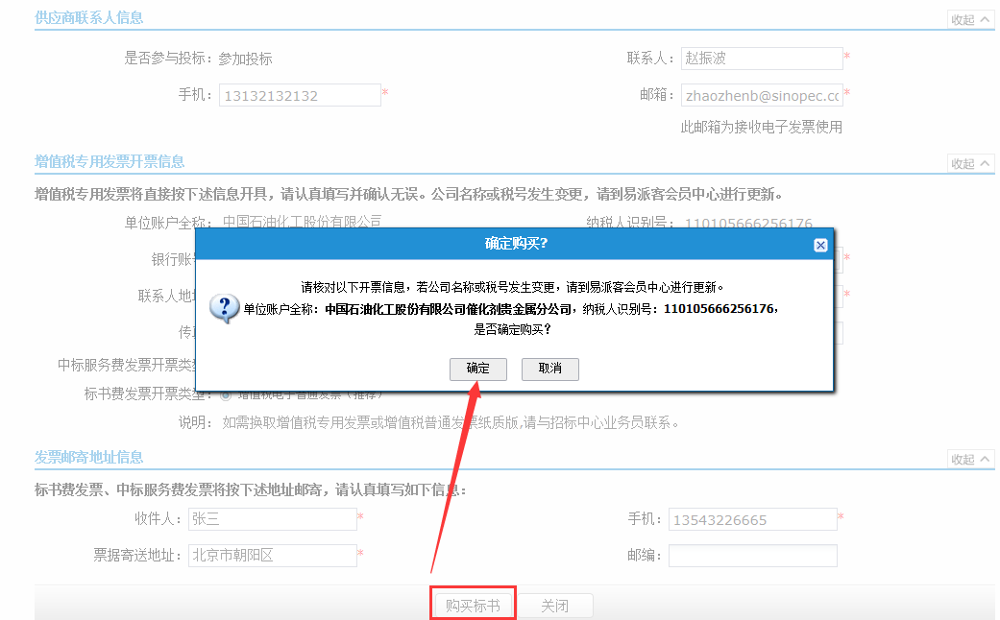 供应商联系人信息 收起
是否参与投标： 参加投标 联系人： 赵振波 *
手机： 13132132132 * 邮箱： zhaozhenb@sinopec.cc *
此邮箱为接收电子发票使用
增值税专用发票开票信息 收起
增值税专用发票将直接按下述信息开具，请认真填写并确认无误。公司名称或税号发生变更，请到易派客会员中心进行更新。
单位账户全称： 中国石油化工股份有限公司 纳税人识别号： 110105666256176
确定购买?
银行账 *
请核对以下开票信息，若公司名称或税号发生变更，请到易派客会员中心进行更新。
联系人地 *
单位账户全称：中国石油化工股份有限公司催化剂贵金属分公司，纳税人识别号：110105666256176，
是否确定购买?
传
中标服务费发票开票类
确定 取消
标书费发票开票类型： 增值税电子普通发票（推荐）
说明： 如需换取增值税专用发票或增值税普通发票纸质版,请与招标中心业务员联系。
发票邮寄地址信息 收起
标书费发票、中标服务费发票将按下述地址邮寄，请认真填写如下信息：
收件人： 张三 * 手机： 13543226665 *
票据寄送地址： 北京市朝阳区 * 邮编：
购买标书 关闭